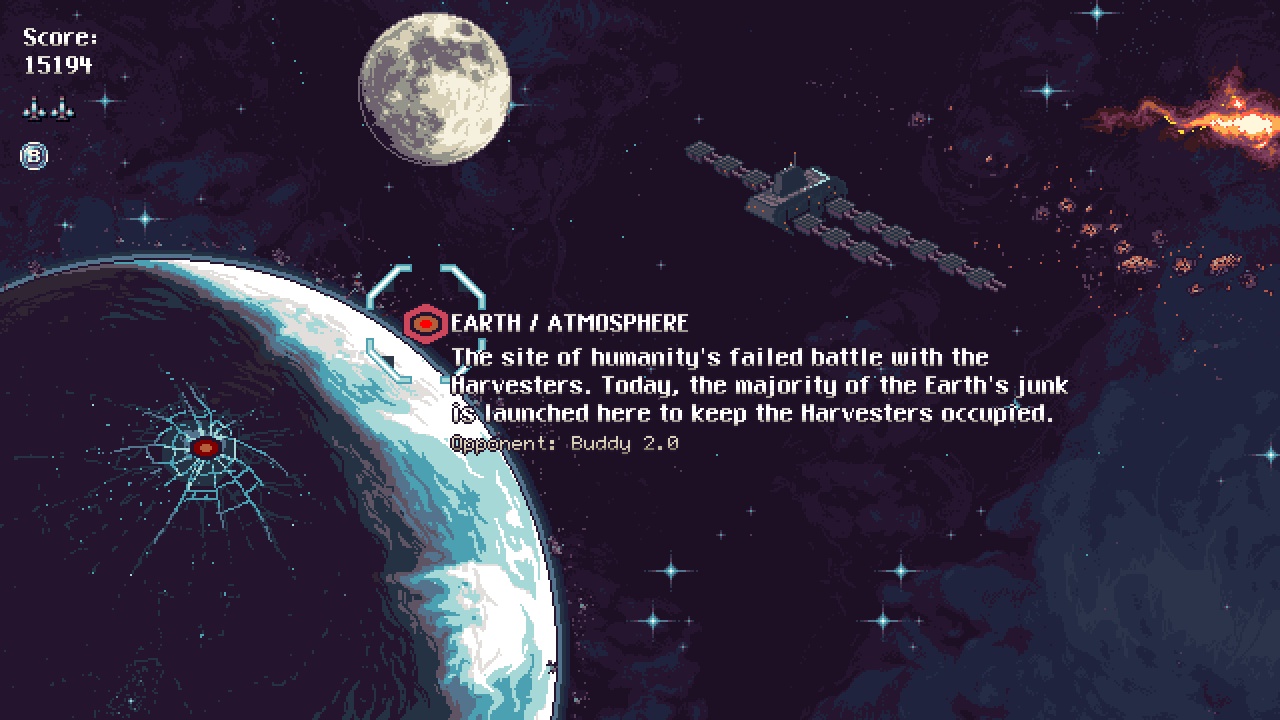 Score:
15194
B
EARTH / ATMOSPHERE
The site of humanity's failed battle with the
Harvesters. Today, the majority of the Earth's junk
is launched here to keep the Harvesters occupied.
Opponent: Buddy 2.0